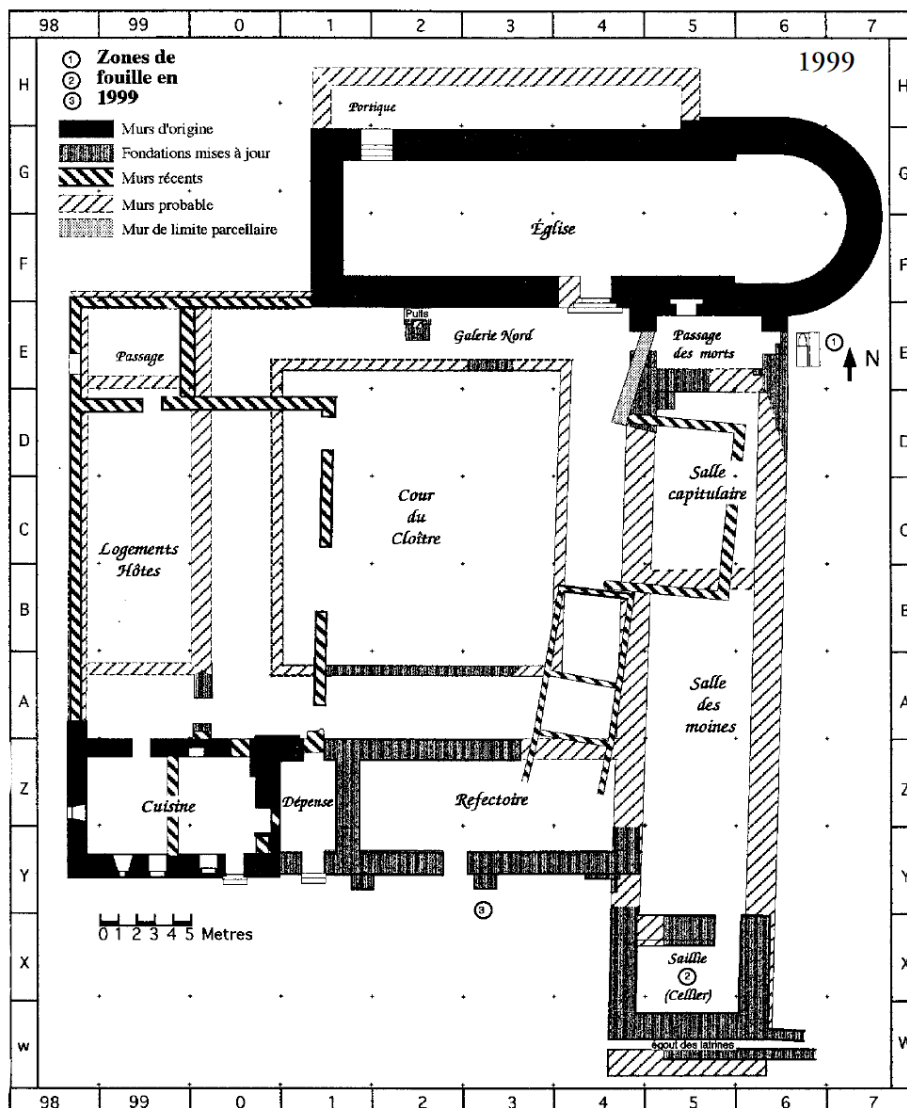 98 99 0 1 2 3 4 5 6 7
1999
① Zones de
② fouille en
③ 1999
Murs d'origine
Fondations mises à jour
Murs récents
Murs probable
Mur de limite parcellaire
H
G
F
E
D
C
B
A
Z
Y
X
W
H
G
F
E
D
C
B
A
Z
Y
X
W
Portique
Église
Puits
Galerie Nord
Passage
des morts
①
N
Passage
Salle
capitulaire
Cour
du
Cloître
Logements
Hôtes
Salle
des
moines
Cuisine
Dépense
Refectoire
③
0 1 2 3 4 5 Metres
Saillie
②
(Cellier)
égout des latrines
98 99 0 1 2 3 4 5 6 7